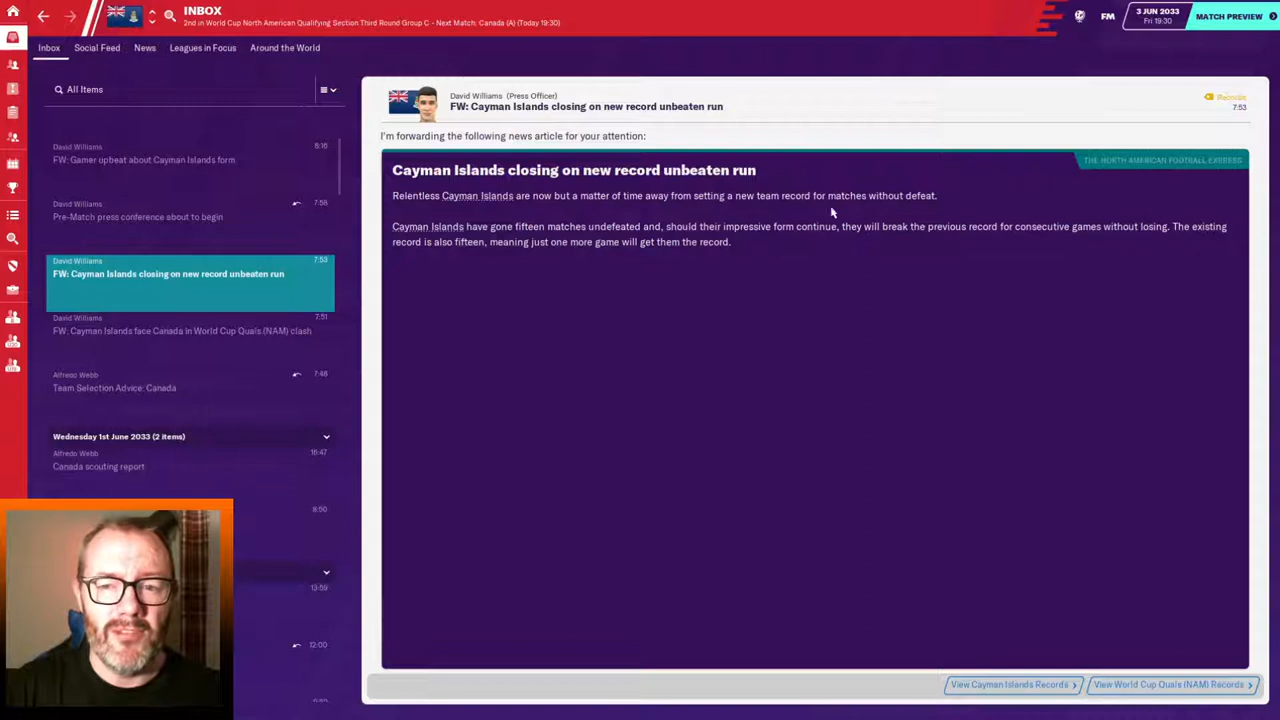 INBOX
2nd in World Cup North American Qualifying Section Third Round Group C - Next Match: Canada (A) (Today 19:30)
FM
3 JUN 2033
Fri 19:30
MATCH PREVIEW
Inbox
Social Feed
News
Leagues in Focus
Around the World
All Items
David Williams
8:16
FW: Gamer upbeat about Cayman Islands form
David Williams
7:58
Pre-Match press conference about to begin
David Williams
7:53
FW: Cayman Islands closing on new record unbeaten run
David Williams
7:51
FW: Cayman Islands face Canada in World Cup Quals (NAM) clash
Alfredo Webb
7:48
Team Selection Advice: Canada
Wednesday 1st June 2033 (2 items)
Alfredo Webb
16:47
Canada scouting report
8:50
13:59
12:00
David Williams (Press Officer)
FW: Cayman Islands closing on new record unbeaten run
Records
7:53
I'm forwarding the following news article for your attention:
THE NORTH AMERICAN FOOTBALL EXPRESS
Cayman Islands closing on new record unbeaten run
Relentless Cayman Islands are now but a matter of time away from setting a new team record for matches without defeat.
Cayman Islands have gone fifteen matches undefeated and, should their impressive form continue, they will break the previous record for consecutive games without losing. The existing
record is also fifteen, meaning just one more game will get them the record.
View Cayman Islands Records
View World Cup Quals (NAM) Records